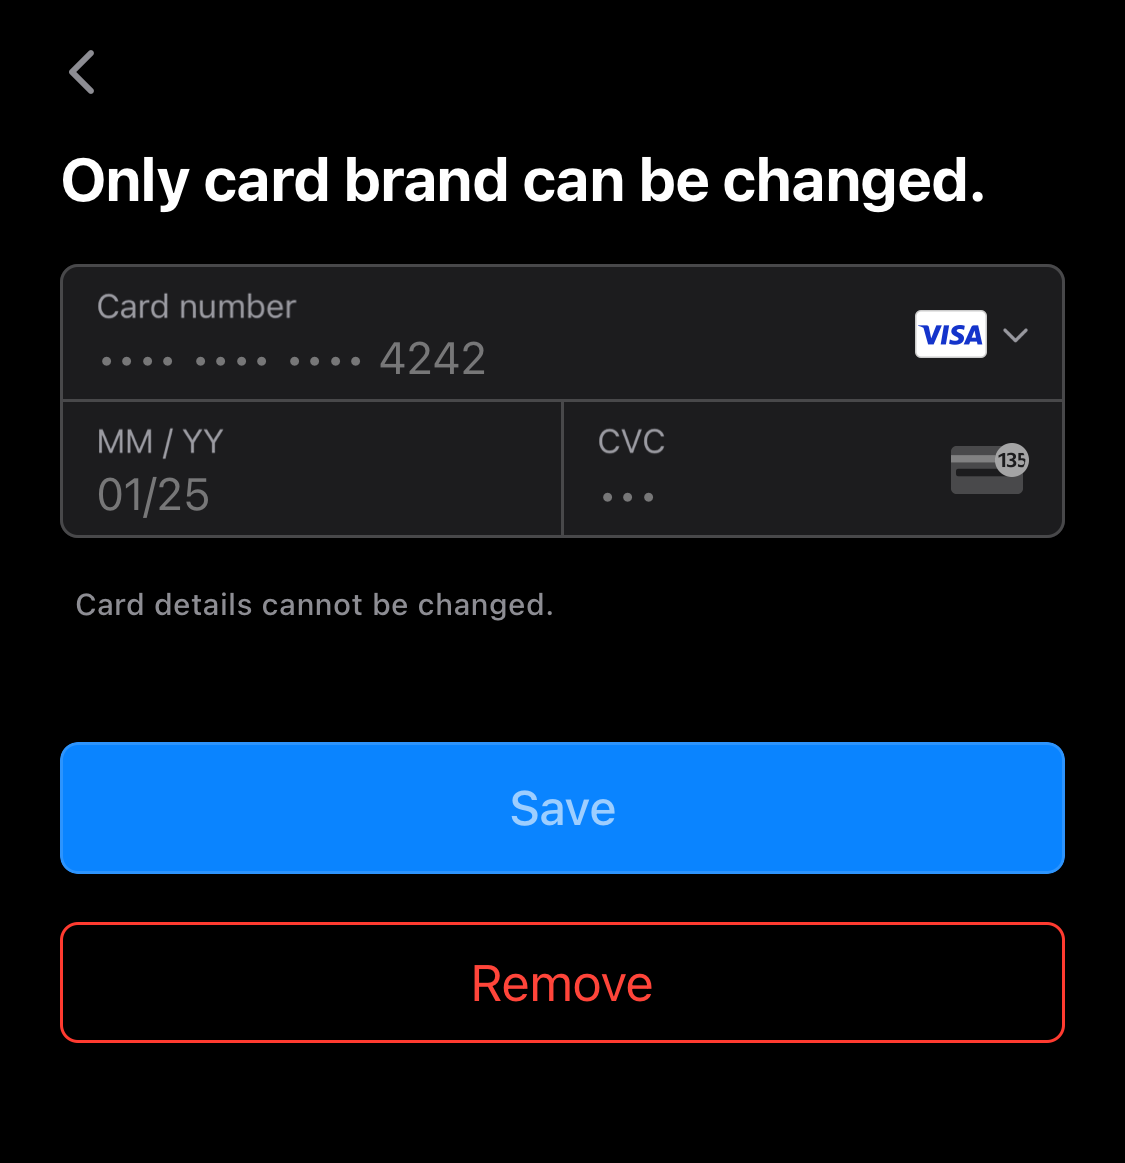 Only card brand can be changed.
Card number
•••• •••• •••• 4242
VISA
MM / YY
01/25
CVC
•••
135
Card details cannot be changed.
Save
Remove